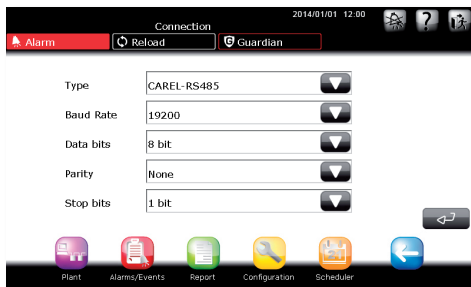 2014/01/01 12:00
Connection
Alarm Reload Guardian
Type CAREL-RS485
Baud Rate 19200
Data bits 8 bit
Parity None
Stop bits 1 bit
Plant Alarms/Events Report Configuration Scheduler